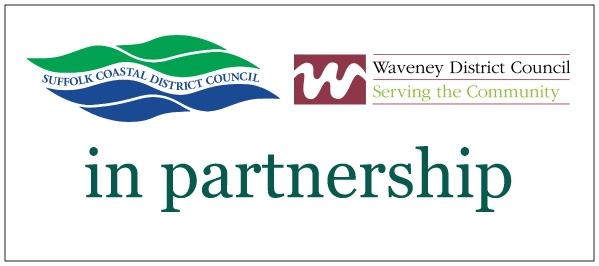 SUFFOLK COASTAL DISTRICT COUNCIL
Waveney District Council
Serving the Community
in partnership